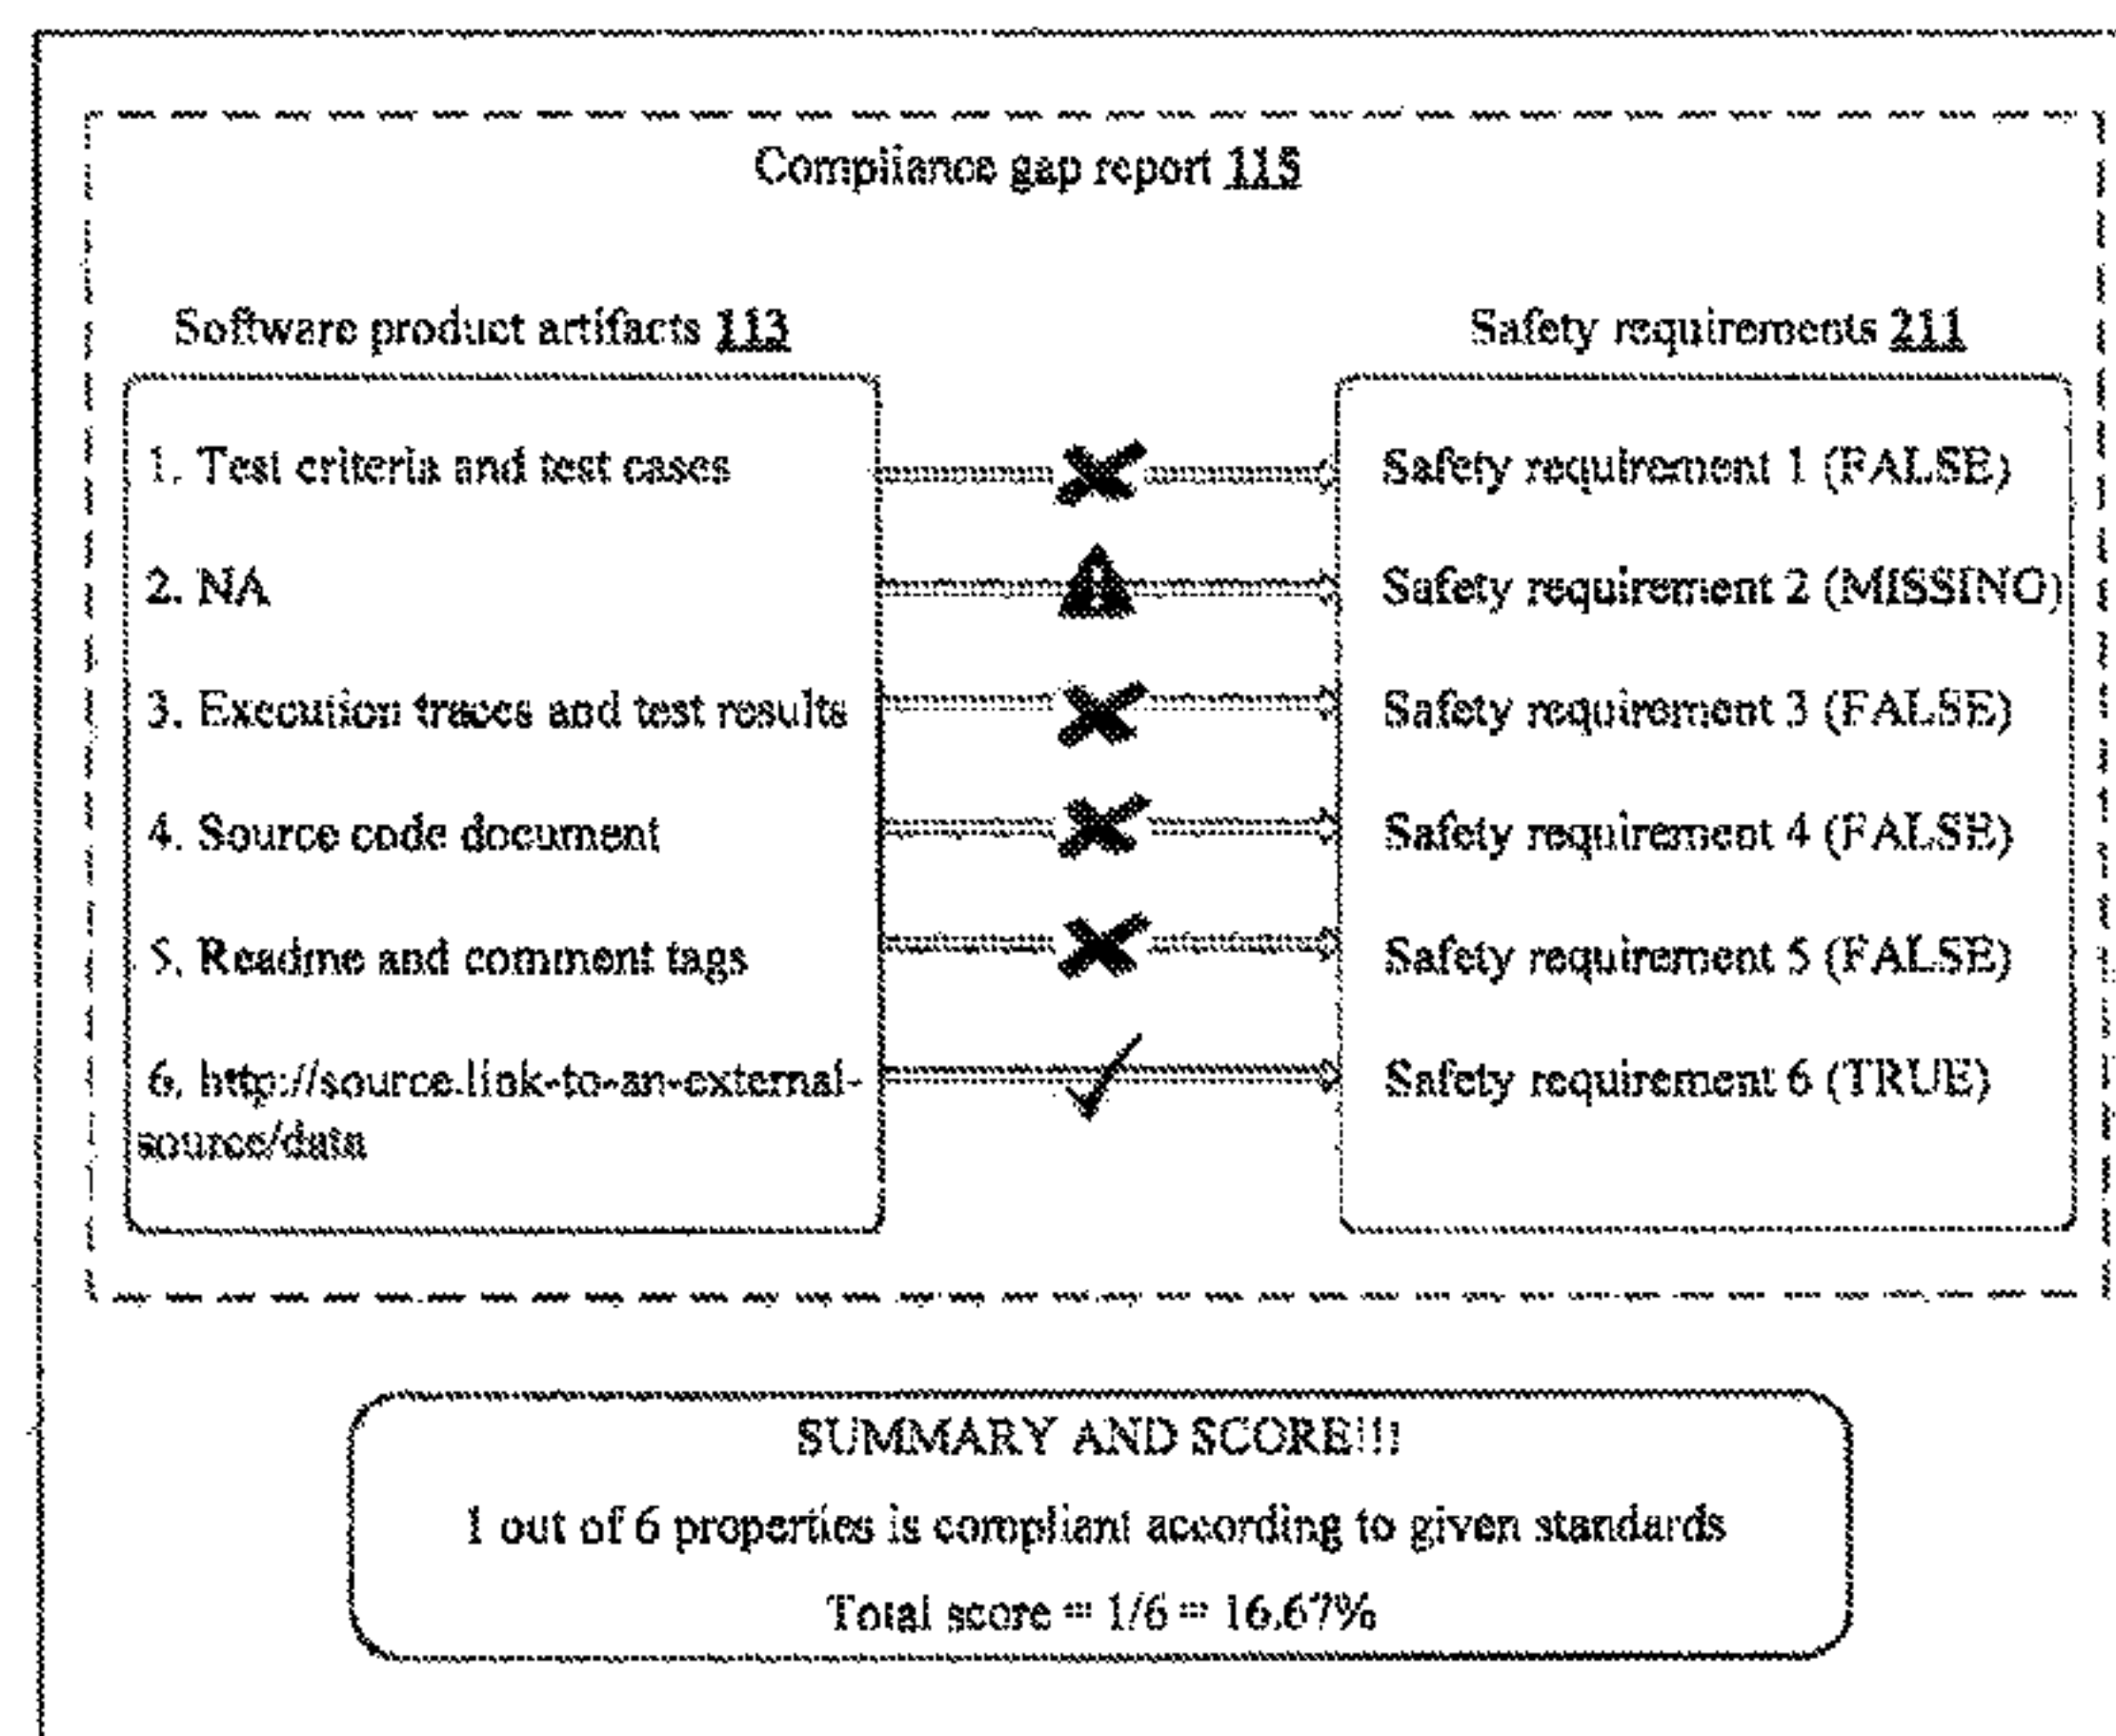 Compliance gap report 115
Software product artifacts 113
Safety requirements 211
1. Test criteria and test cases
Safety requirement 1 (FALSE)
2. NA
Safety requirement 2 (MISSING)
3. Execution traces and test results
Safety requirement 3 (FALSE)
4. Source code document
Safety requirement 4 (FALSE)
5. Readme and comment tags
Safety requirement 5 (FALSE)
6. http://source.link-to-an-external-
source/data
Safety requirement 6 (TRUE)
SUMMARY AND SCORE!!!
1 out of 6 properties is compliant according to given standards
Total score = 1/6 = 16.67%